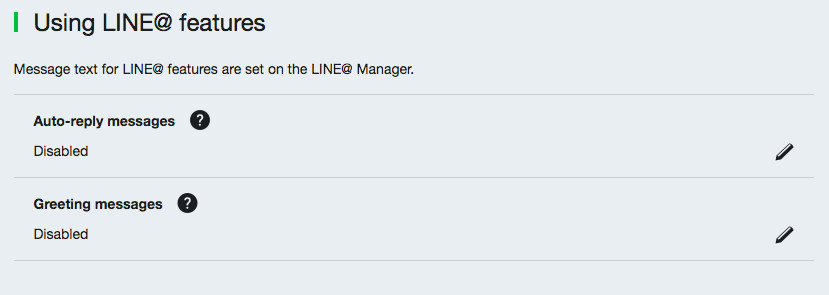 Using LINE@ features
Message text for LINE@ features are set on the LINE@ Manager.
Auto-reply messages ?
Disabled
Greeting messages ?
Disabled